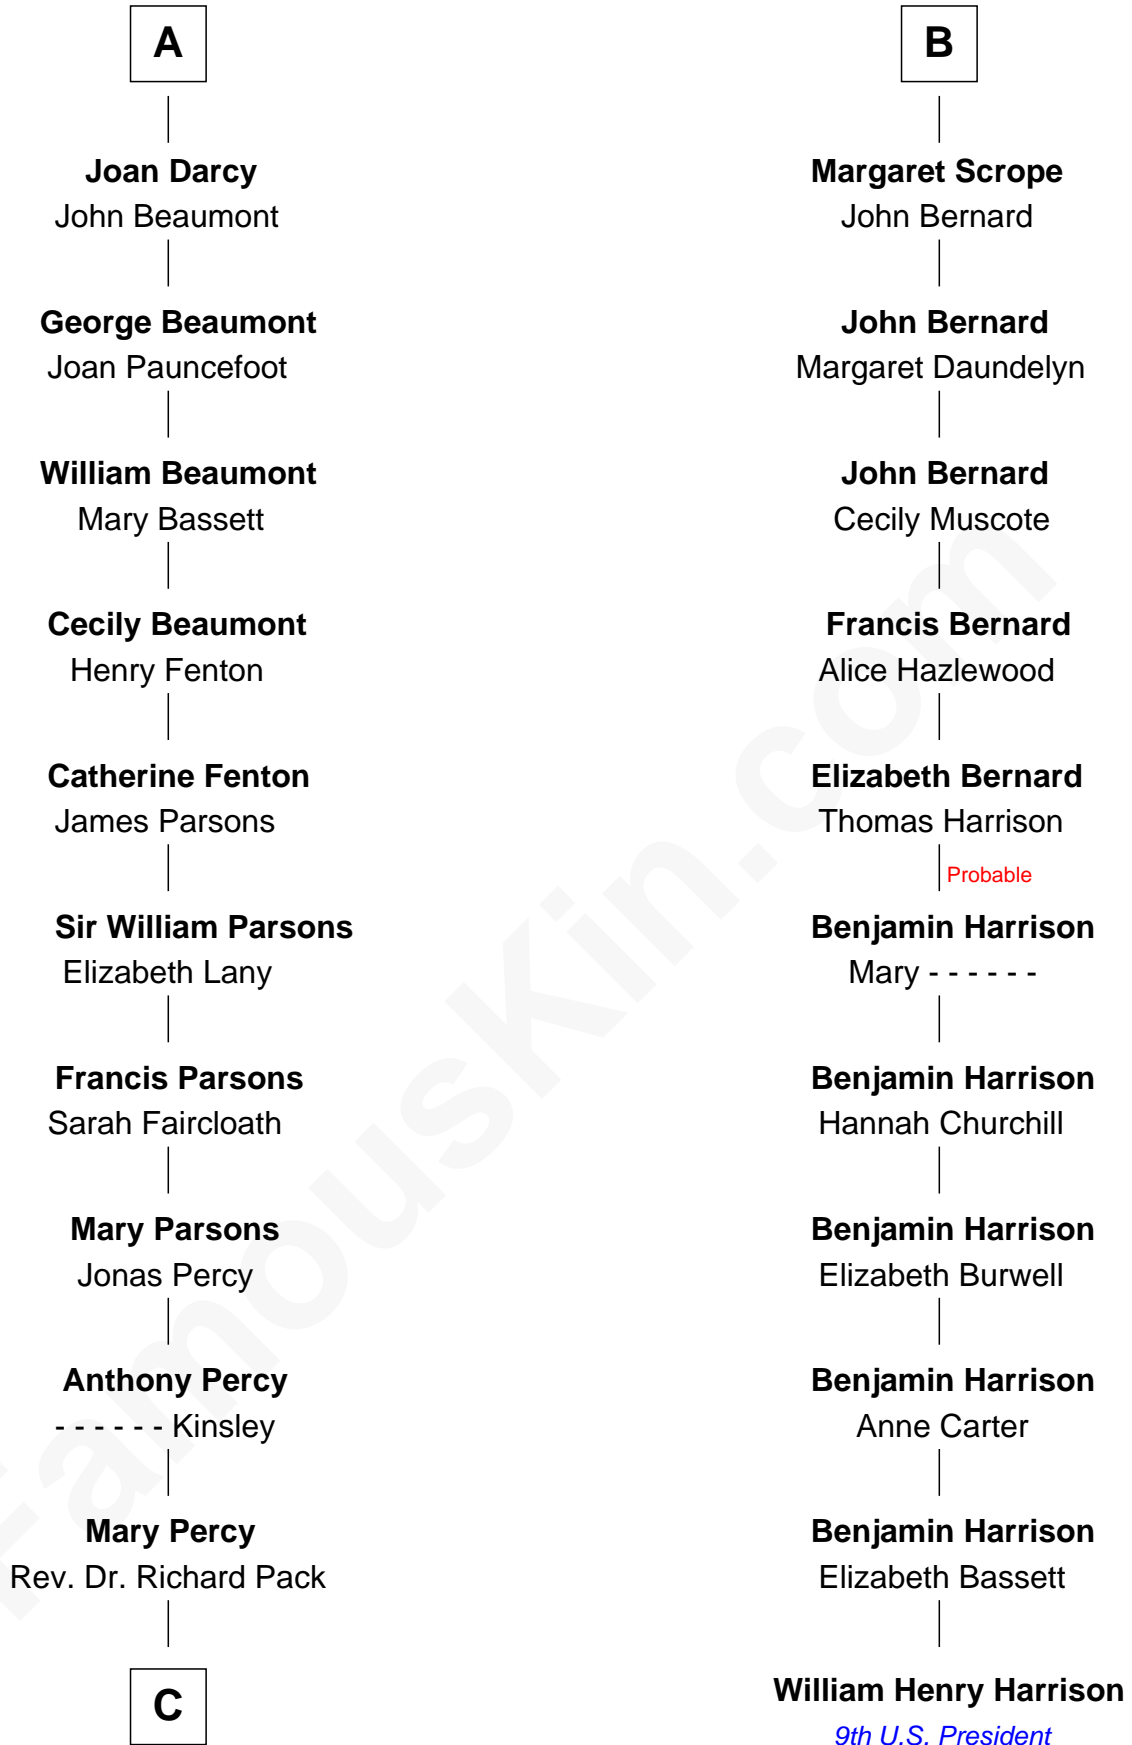 A
Joan Darcy
John Beaumont
George Beaumont
Joan Pauncefoot
William Beaumont
Mary Bassett
Cecily Beaumont
Henry Fenton
Catherine Fenton
James Parsons
Sir William Parsons
Elizabeth Lany
Francis Parsons
Sarah Faircloath
Mary Parsons
Jonas Percy
Anthony Percy
- - - - - - Kinsley
Mary Percy
Rev. Dr. Richard Pack
C
B
Margaret Scrope
John Bernard
John Bernard
Margaret Daundelyn
John Bernard
Cecily Muscote
Francis Bernard
Alice Hazlewood
Elizabeth Bernard
Thomas Harrison
Probable
Benjamin Harrison
Mary - - - - - -
Benjamin Harrison
Hannah Churchill
Benjamin Harrison
Elizabeth Burwell
Benjamin Harrison
Anne Carter
Benjamin Harrison
Elizabeth Bassett
William Henry Harrison
9th U.S. President
FamousKin.com